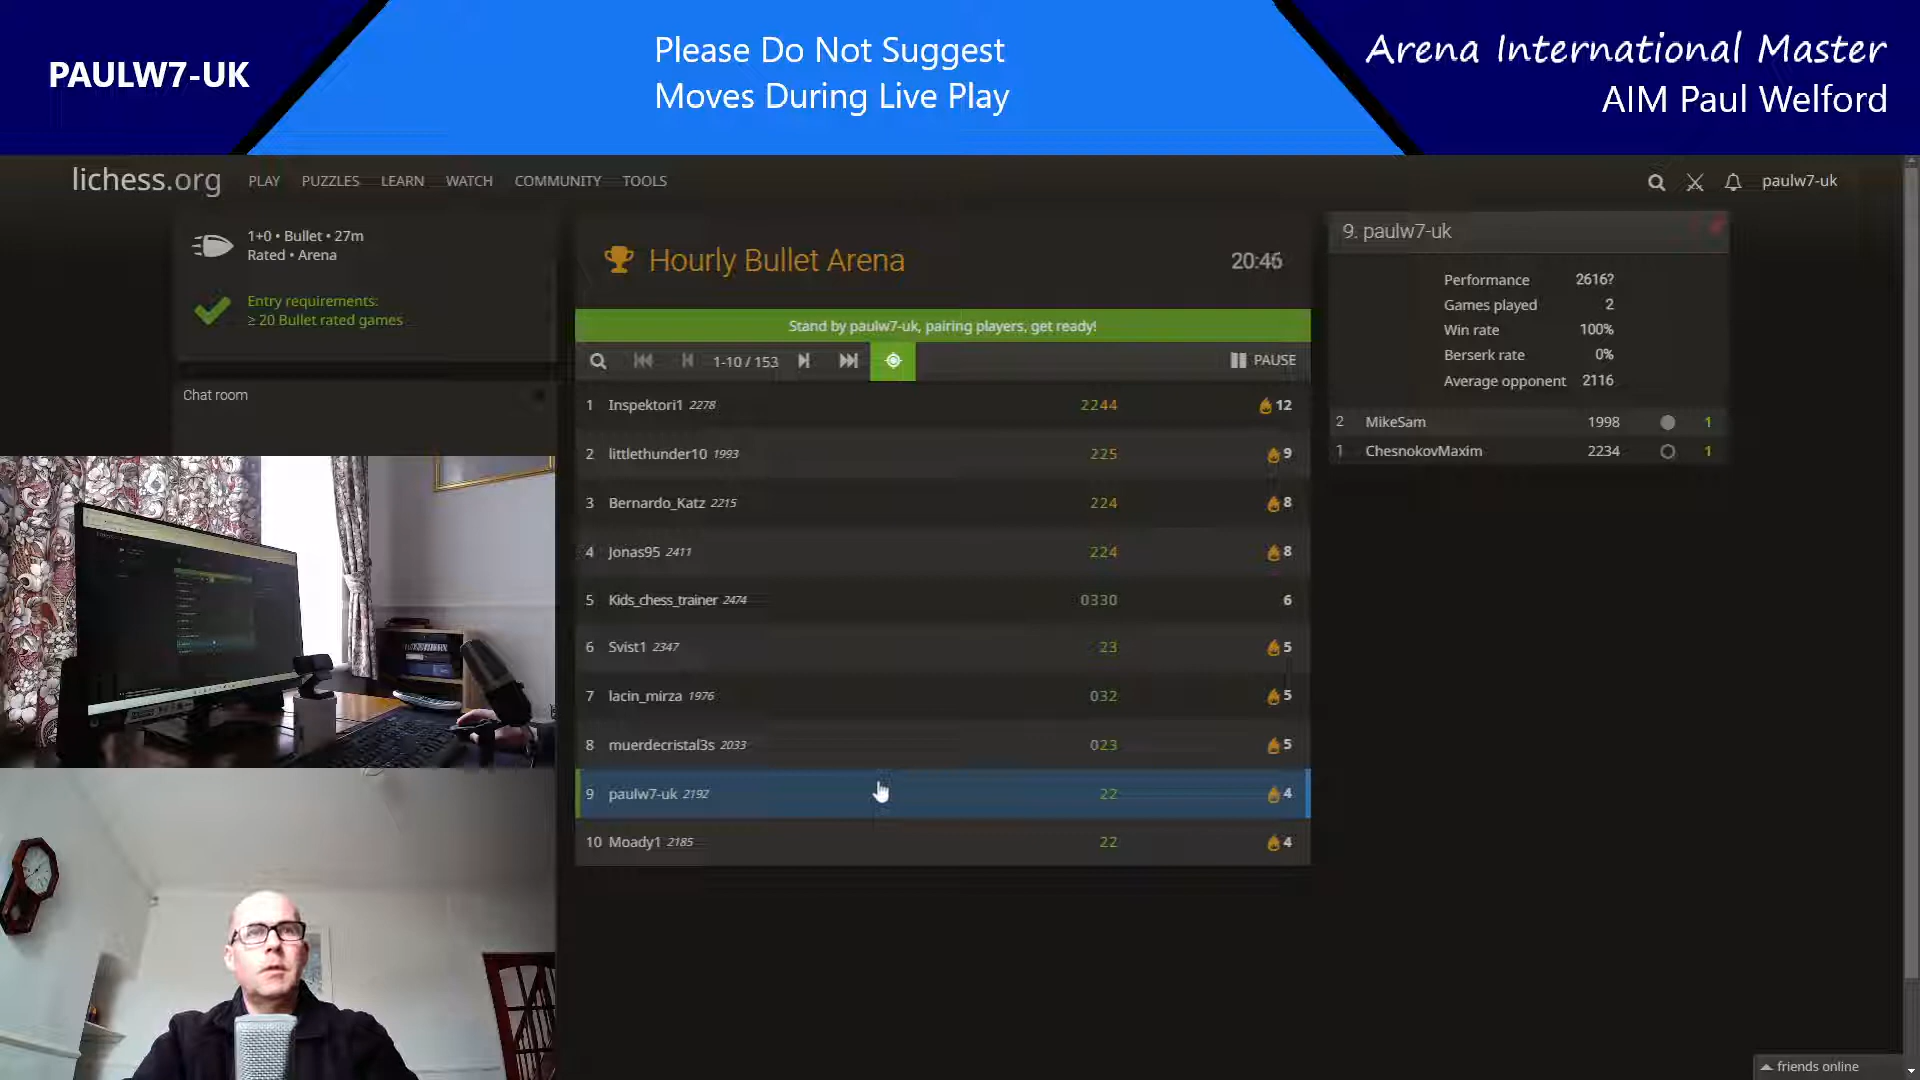 PAULW7-UK
Please Do Not Suggest
Moves During Live Play
Arena International Master
AIM Paul Welford
lichess.org PLAY PUZZLES LEARN WATCH COMMUNITY TOOLS paulw7-uk
1+0 • Bullet • 27m
Rated • Arena
Entry requirements:
≥ 20 Bullet rated games
Chat room
Hourly Bullet Arena 20:46
Stand by paulw7-uk, pairing players, get ready!
1-10 / 153 PAUSE
1 Inspektori1 2278 2244 12
2 littlethunder10 1993 225 9
3 Bernardo_Katz 2215 224 8
4 Jonas95 2411 224 8
5 Kids_chess_trainer 2474 0330 6
6 Svist1 2347 23 5
7 lacin_mirza 1976 032 5
8 muerdecristal3s 2033 023 5
9 paulw7-uk 2192 22 4
10 Moady1 2185 22 4
9. paulw7-uk
Performance 2616?
Games played 2
Win rate 100%
Berserk rate 0%
Average opponent 2116
2 MikeSam 1998 1
1 ChesnokovMaxim 2234 1
friends online